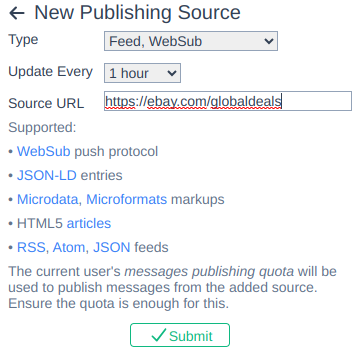 ← New Publishing Source
Type Feed, WebSub
Update Every 1 hour
Source URL https://ebay.com/globaldeals
Supported:
• WebSub push protocol
• JSON-LD entries
• Microdata, Microformats markups
• HTML5 articles
• RSS, Atom, JSON feeds
The current user's messages publishing quota will be
used to publish messages from the added source.
Ensure the quota is enough for this.
✓Submit